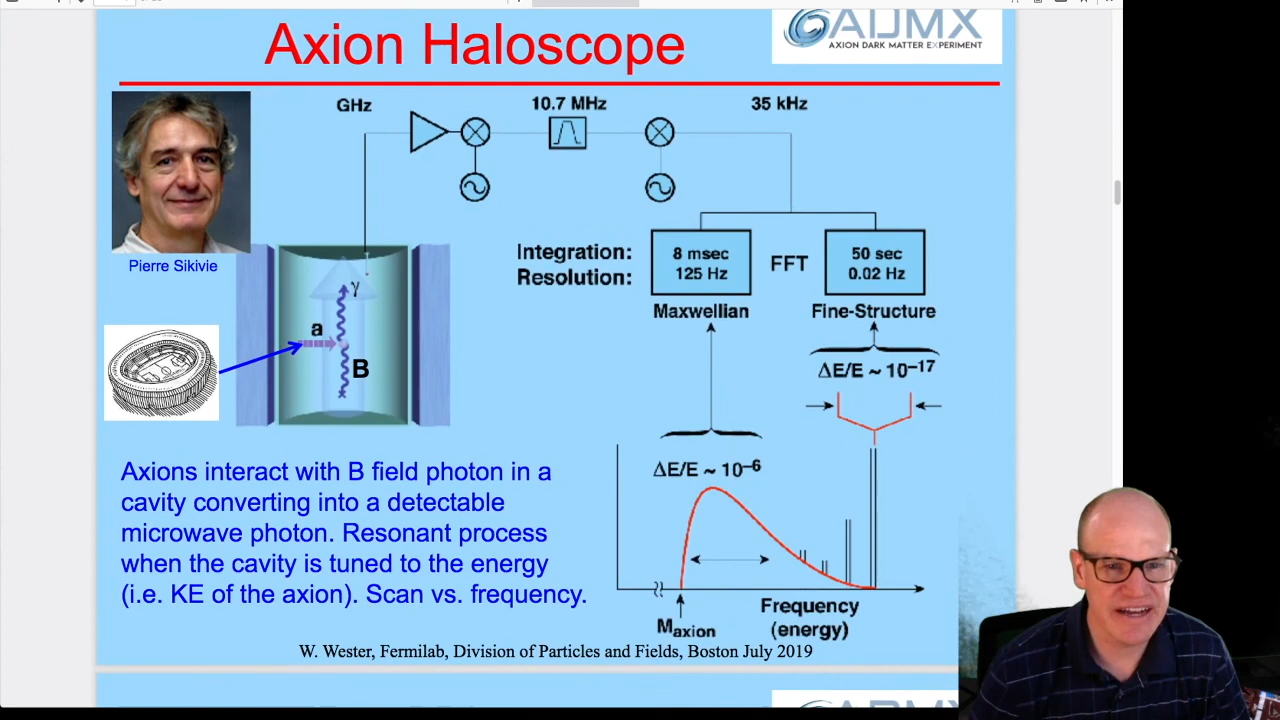 Axion Haloscope
ADMX
AXION DARK MATTER EXPERIMENT
GHz
10.7 MHz
35 kHz
Pierre Sikivie
Integration:
Resolution:
8 msec
125 Hz
FFT
50 sec
0.02 Hz
Maxwellian
Fine-Structure
γ
a
B
ΔE/E ~ 10⁻¹⁷
ΔE/E ~ 10⁻⁶
Axions interact with B field photon in a
cavity converting into a detectable
microwave photon. Resonant process
when the cavity is tuned to the energy
(i.e. KE of the axion). Scan vs. frequency.
Maxion
Frequency
(energy)
W. Wester, Fermilab, Division of Particles and Fields, Boston July 2019